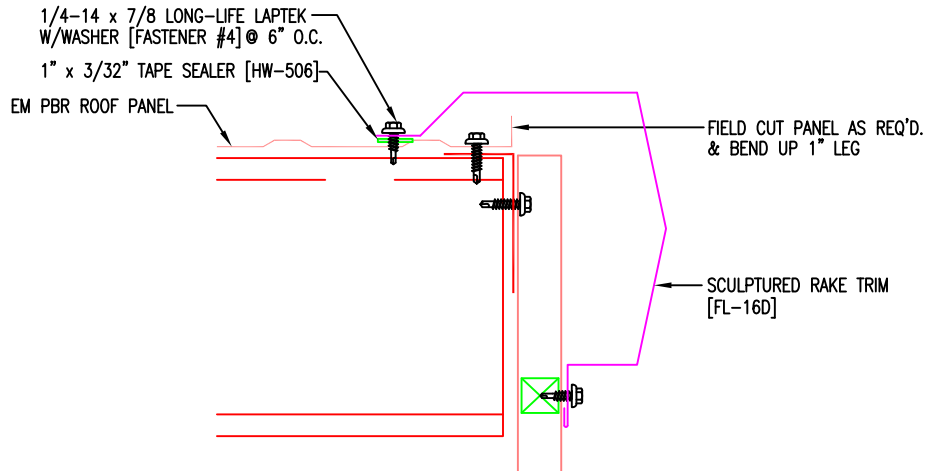 1/4-14 x 7/8 LONG-LIFE LAPTEK
W/WASHER [FASTENER #4] @ 6" O.C.
1" x 3/32" TAPE SEALER [HW-506]
EM PBR ROOF PANEL
FIELD CUT PANEL AS REQ'D.
& BEND UP 1" LEG
SCULPTURED RAKE TRIM
[FL-16D]